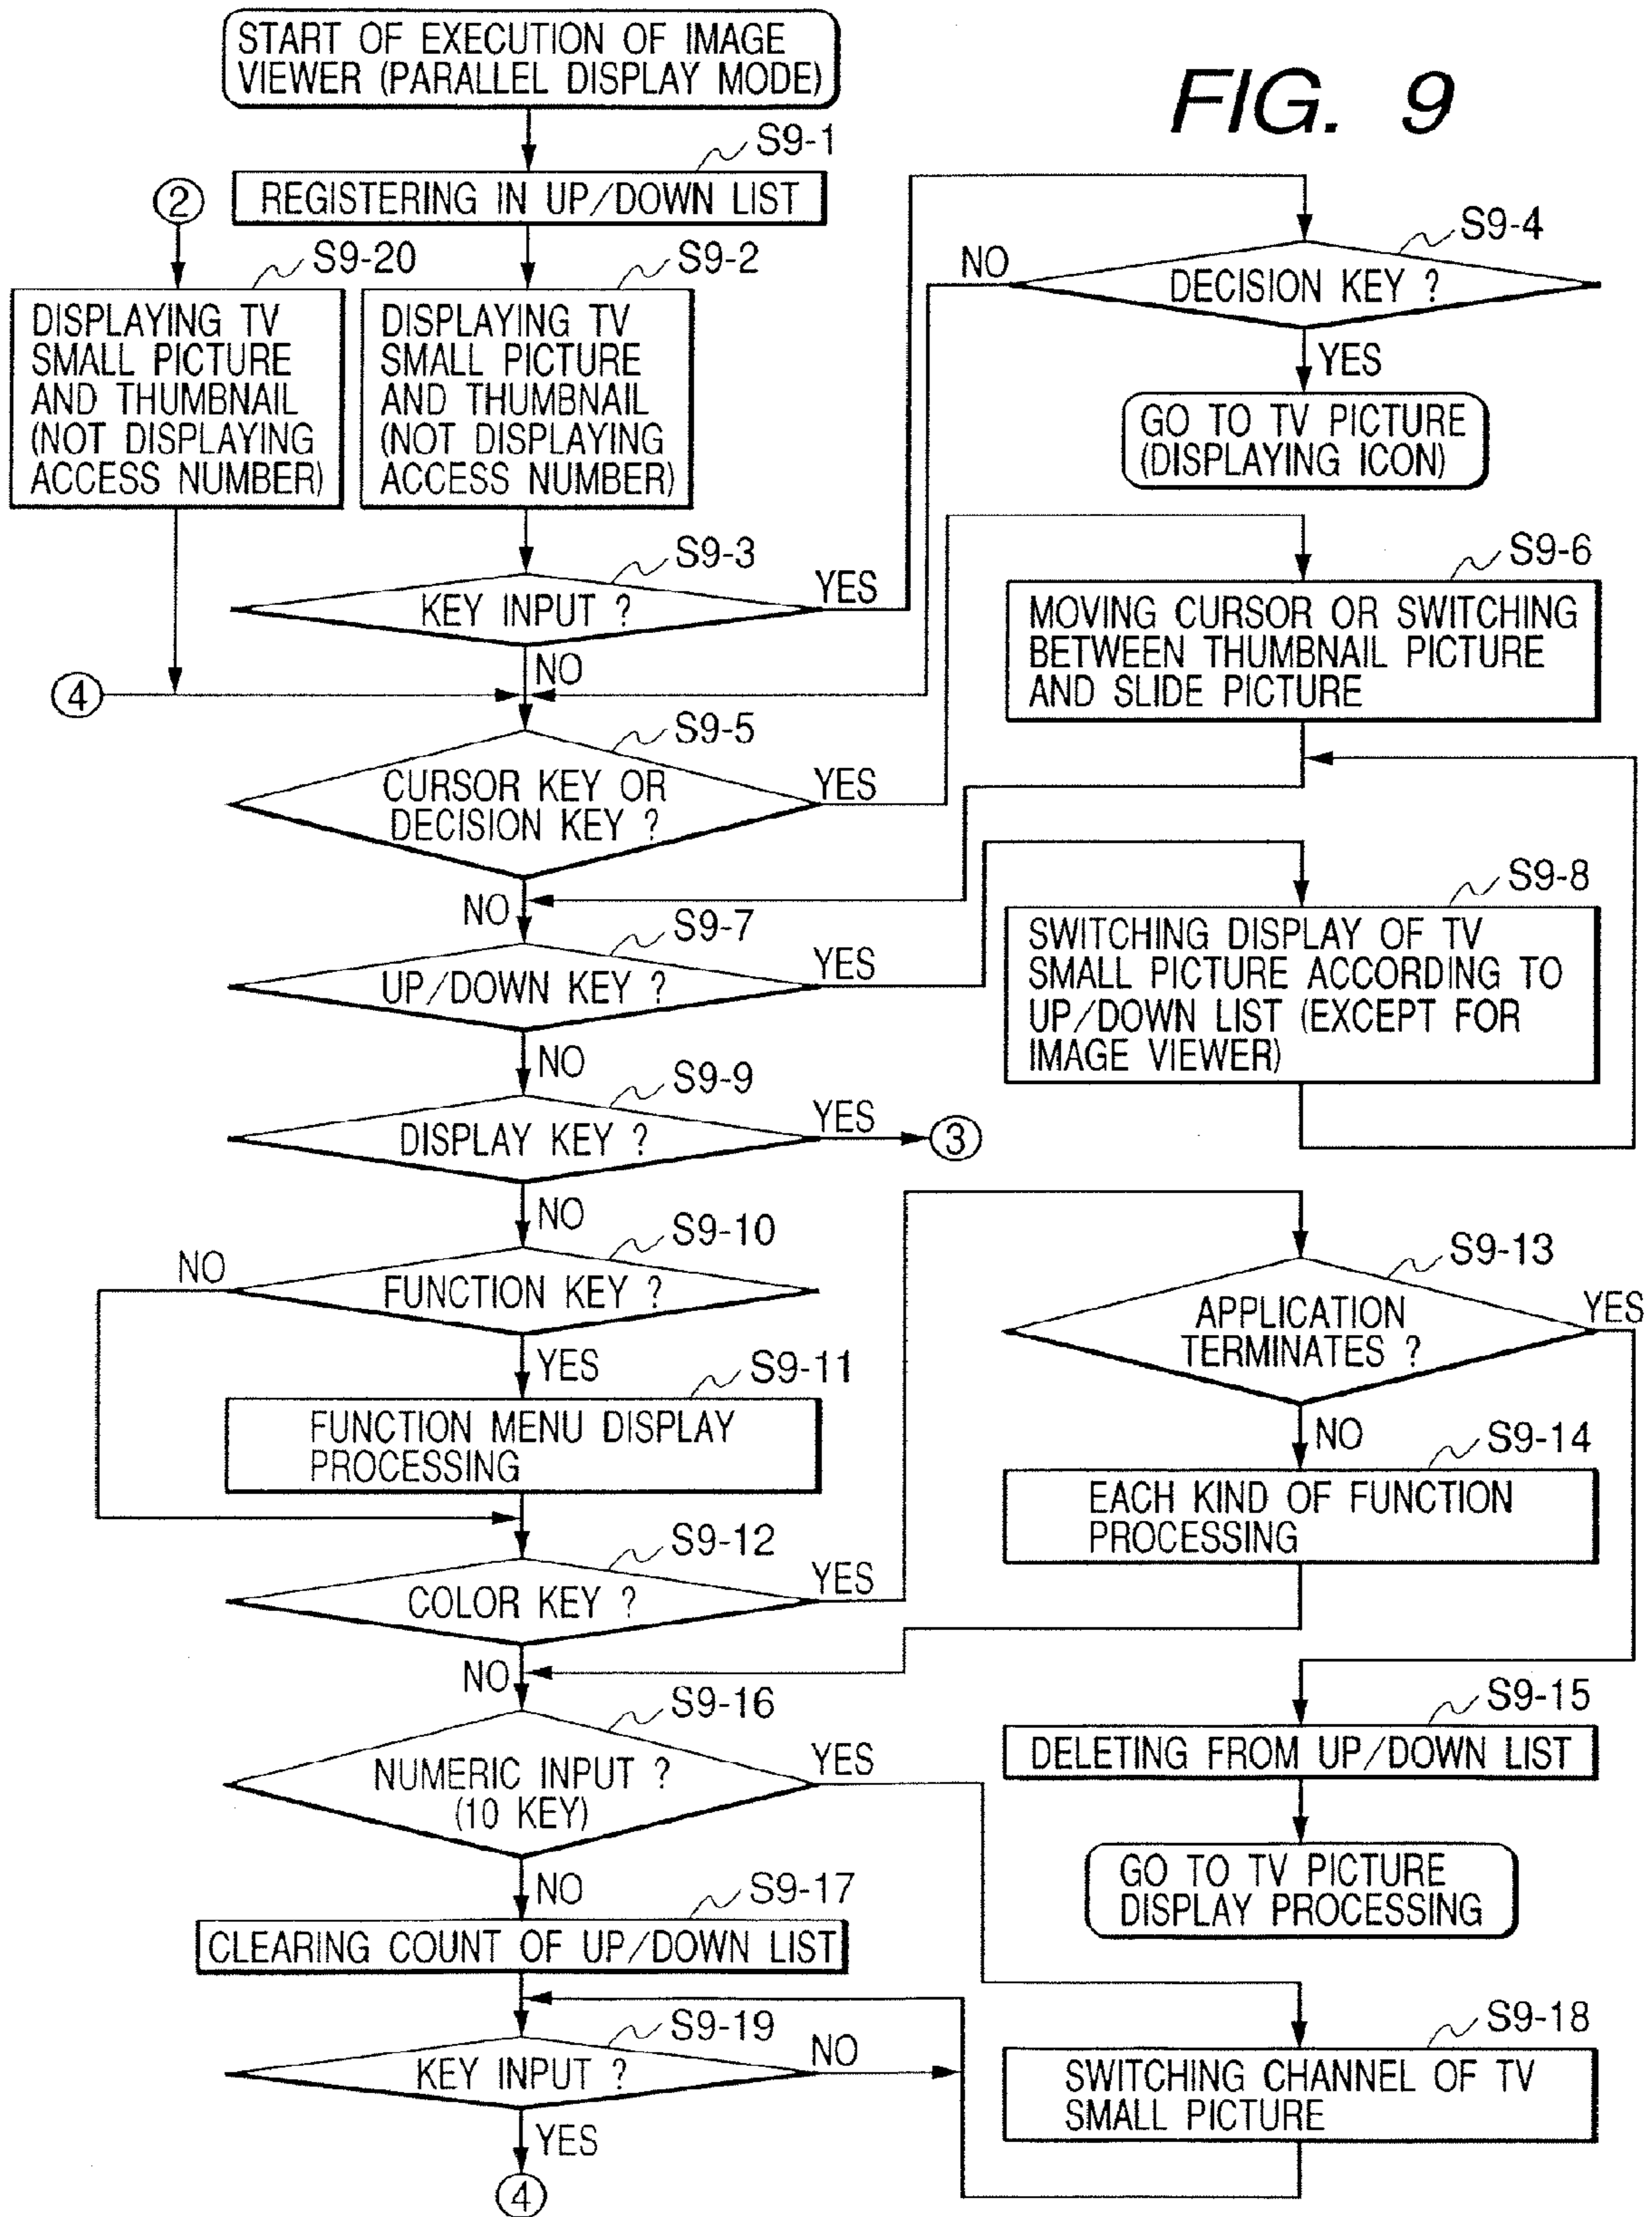 START OF EXECUTION OF IMAGE
VIEWER (PARALLEL DISPLAY MODE)
FIG. 9
S9-1
②
REGISTERING IN UP/DOWN LIST
S9-20
S9-2
DISPLAYING TV
SMALL PICTURE
AND THUMBNAIL
(NOT DISPLAYING
ACCESS NUMBER)
DISPLAYING TV
SMALL PICTURE
AND THUMBNAIL
(NOT DISPLAYING
ACCESS NUMBER)
S9-4
NO
DECISION KEY ?
YES
GO TO TV PICTURE
(DISPLAYING ICON)
S9-3
KEY INPUT ?
YES
NO
④
S9-6
MOVING CURSOR OR SWITCHING
BETWEEN THUMBNAIL PICTURE
AND SLIDE PICTURE
S9-5
CURSOR KEY OR
DECISION KEY ?
YES
NO
S9-7
UP/DOWN KEY ?
YES
NO
S9-8
SWITCHING DISPLAY OF TV
SMALL PICTURE ACCORDING TO
UP/DOWN LIST (EXCEPT FOR
IMAGE VIEWER)
S9-9
DISPLAY KEY ?
YES
③
NO
S9-10
NO
FUNCTION KEY ?
YES
S9-11
FUNCTION MENU DISPLAY
PROCESSING
S9-13
APPLICATION
TERMINATES ?
YES
NO
S9-14
EACH KIND OF FUNCTION
PROCESSING
S9-12
COLOR KEY ?
YES
NO
S9-16
NUMERIC INPUT ?
(10 KEY)
YES
NO
S9-15
DELETING FROM UP/DOWN LIST
GO TO TV PICTURE
DISPLAY PROCESSING
S9-17
CLEARING COUNT OF UP/DOWN LIST
S9-19
KEY INPUT ?
NO
YES
④
S9-18
SWITCHING CHANNEL OF TV
SMALL PICTURE